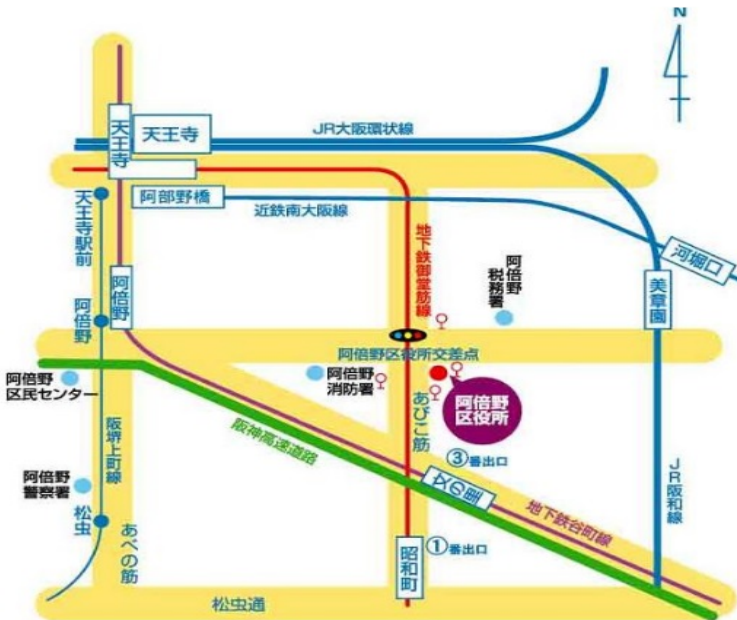 N
天王寺
天王寺
JR大阪環状線
阿部野橋
近鉄南大阪線
天王寺駅前
地下鉄御堂筋線
河堀口
阿倍野
阿倍野
税務署
美章園
阿倍野
阿倍野区役所交差点
阿倍野
区民センター
阿倍野
消防署
阿倍野
区役所
あびこ筋
阪神高速道路
阪堺上町線
③番出口
文の里
JR阪和線
阿倍野
警察署
地下鉄谷町線
松虫
あべの筋
昭和町
①番出口
松虫通